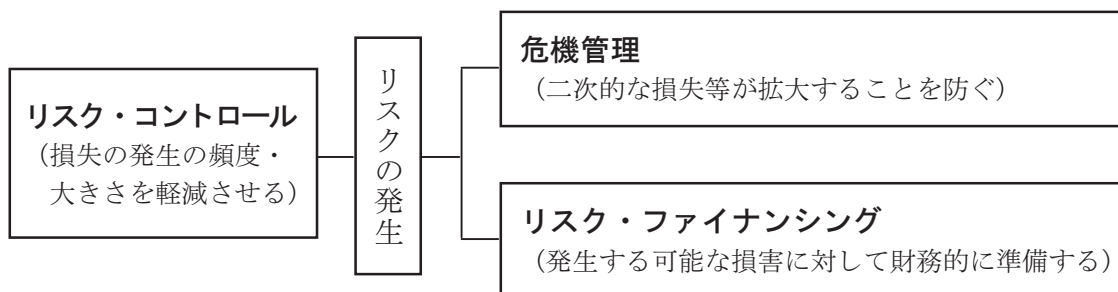 リスク・コントロール
(損失の発生の頻度・
大きさを軽減させる)
リスクの発生
危機管理
(二次的な損失等が拡大することを防ぐ)
リスク・ファイナンシング
(発生する可能な損害に対して財務的に準備する)